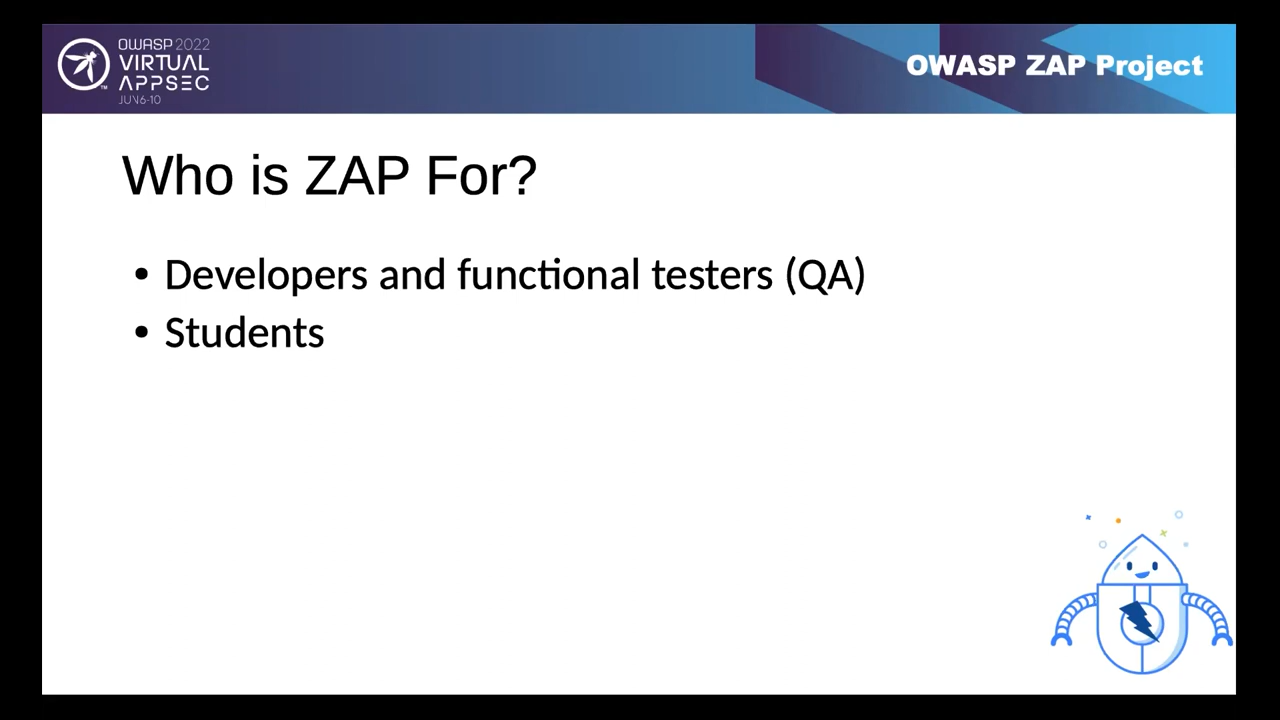 OWASP 2022
VIRTUAL
APPSEC
JUN 6-10
TM
OWASP ZAP Project
Who is ZAP For?
• Developers and functional testers (QA)
• Students